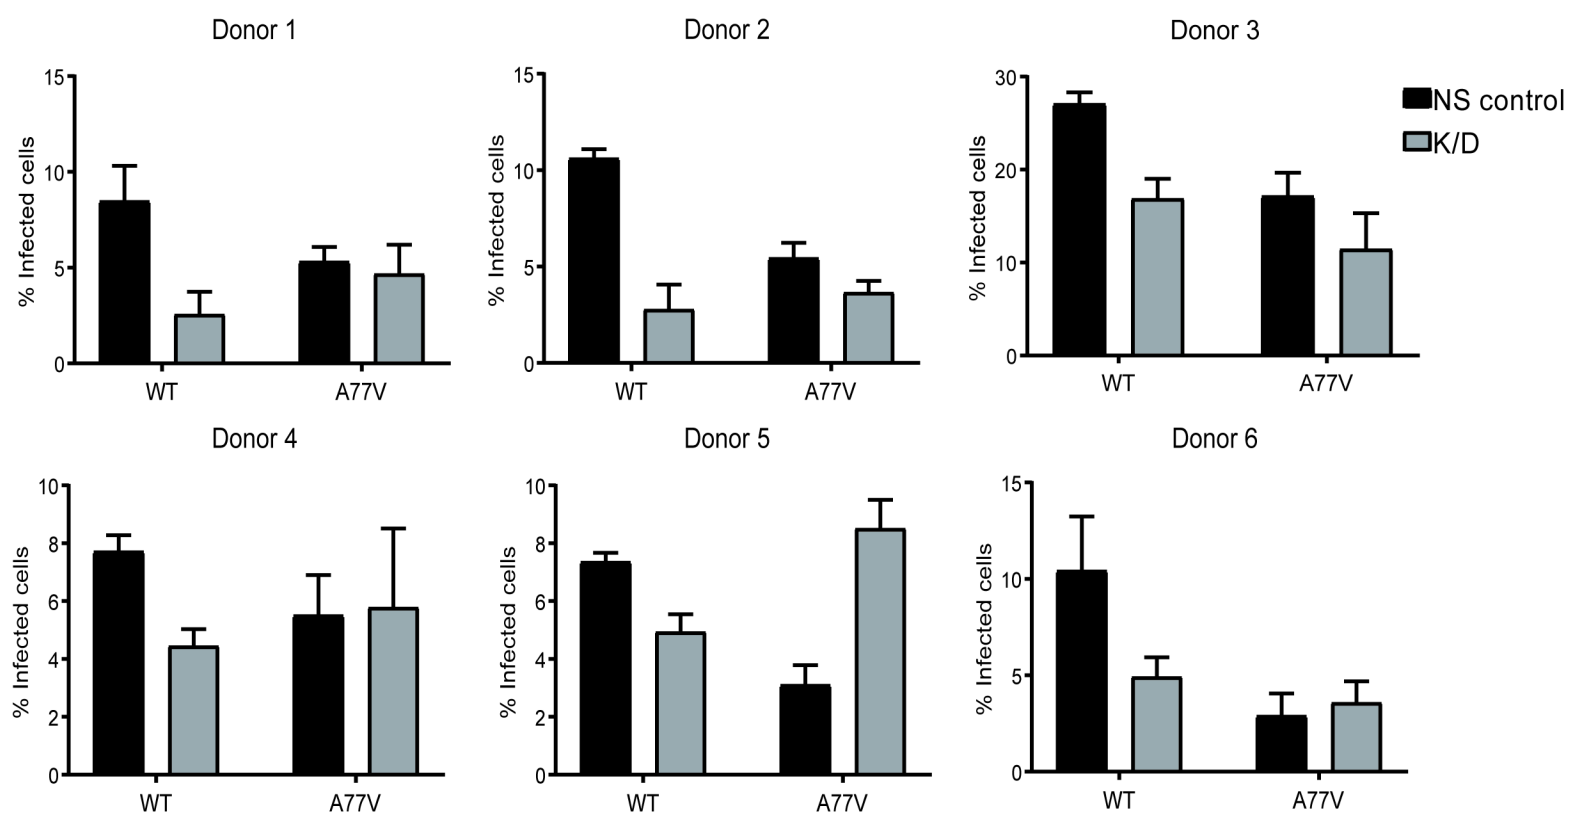 Donor 1
15
10
5
0
% Infected cells
WT
A77V
Donor 2
15
10
5
0
% Infected cells
WT
A77V
Donor 3
30
20
10
0
% Infected cells
WT
A77V
NS control
K/D
Donor 4
10
8
6
4
2
0
% Infected cells
WT
A77V
Donor 5
10
8
6
4
2
0
% Infected cells
WT
A77V
Donor 6
15
10
5
0
% Infected cells
WT
A77V